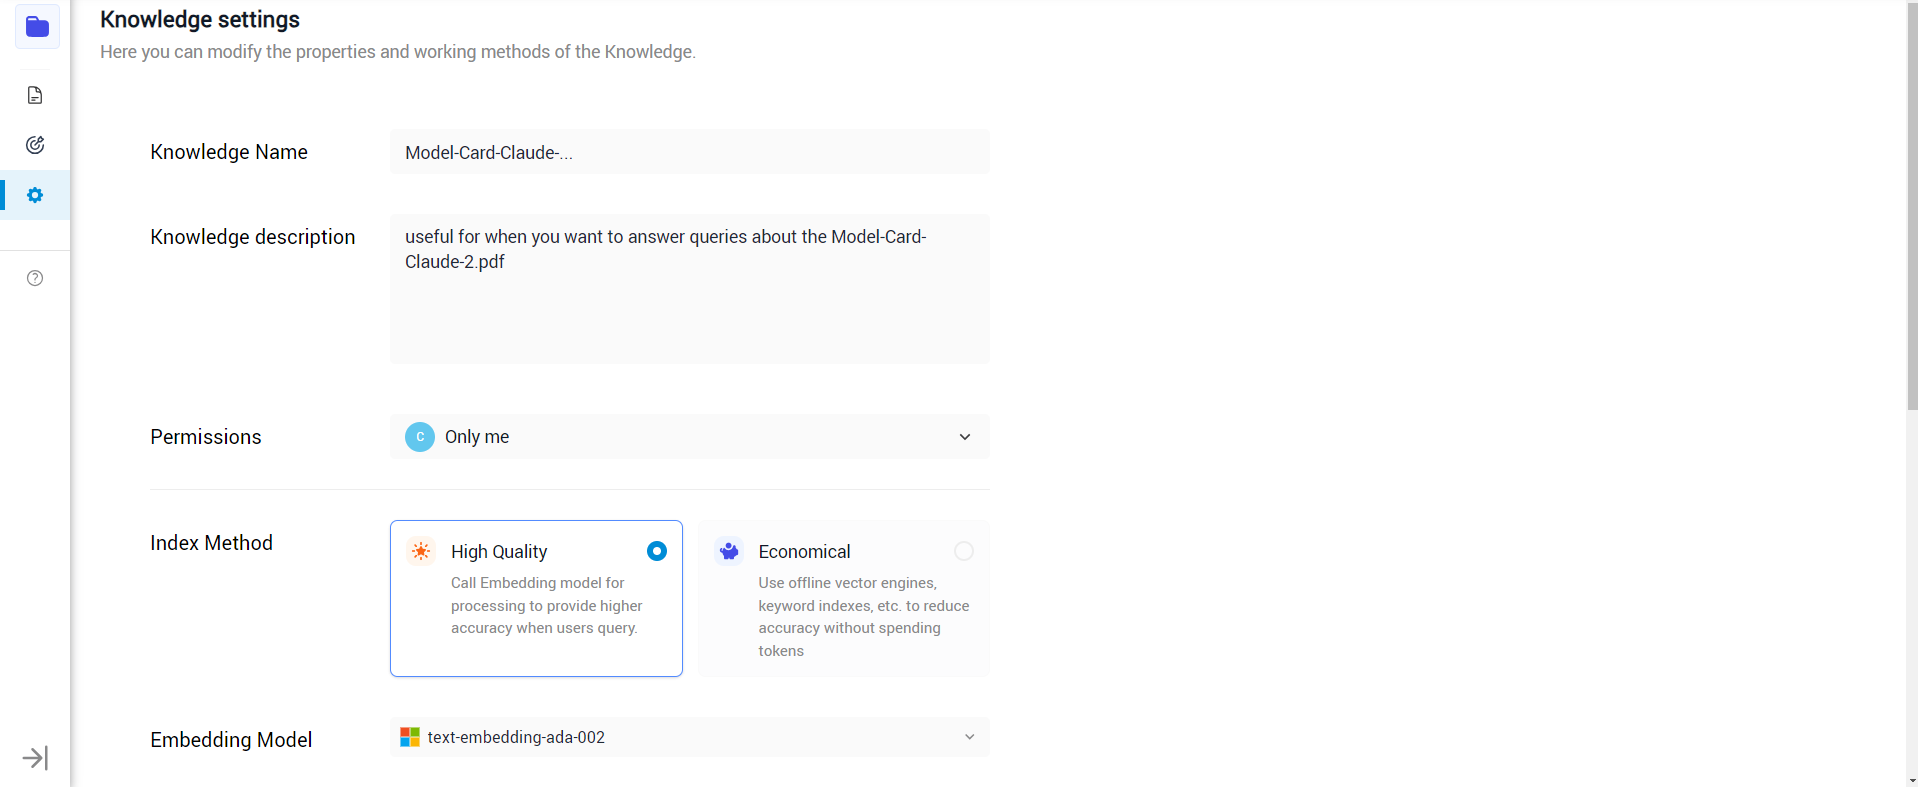 Knowledge settings
Here you can modify the properties and working methods of the Knowledge.
Knowledge Name
Model-Card-Claude-...
Knowledge description
useful for when you want to answer queries about the Model-Card-
Claude-2.pdf
Permissions
C
Only me
Index Method
High Quality
Call Embedding model for
processing to provide higher
accuracy when users query.
Economical
Use offline vector engines,
keyword indexes, etc. to reduce
accuracy without spending
tokens
Embedding Model
text-embedding-ada-002